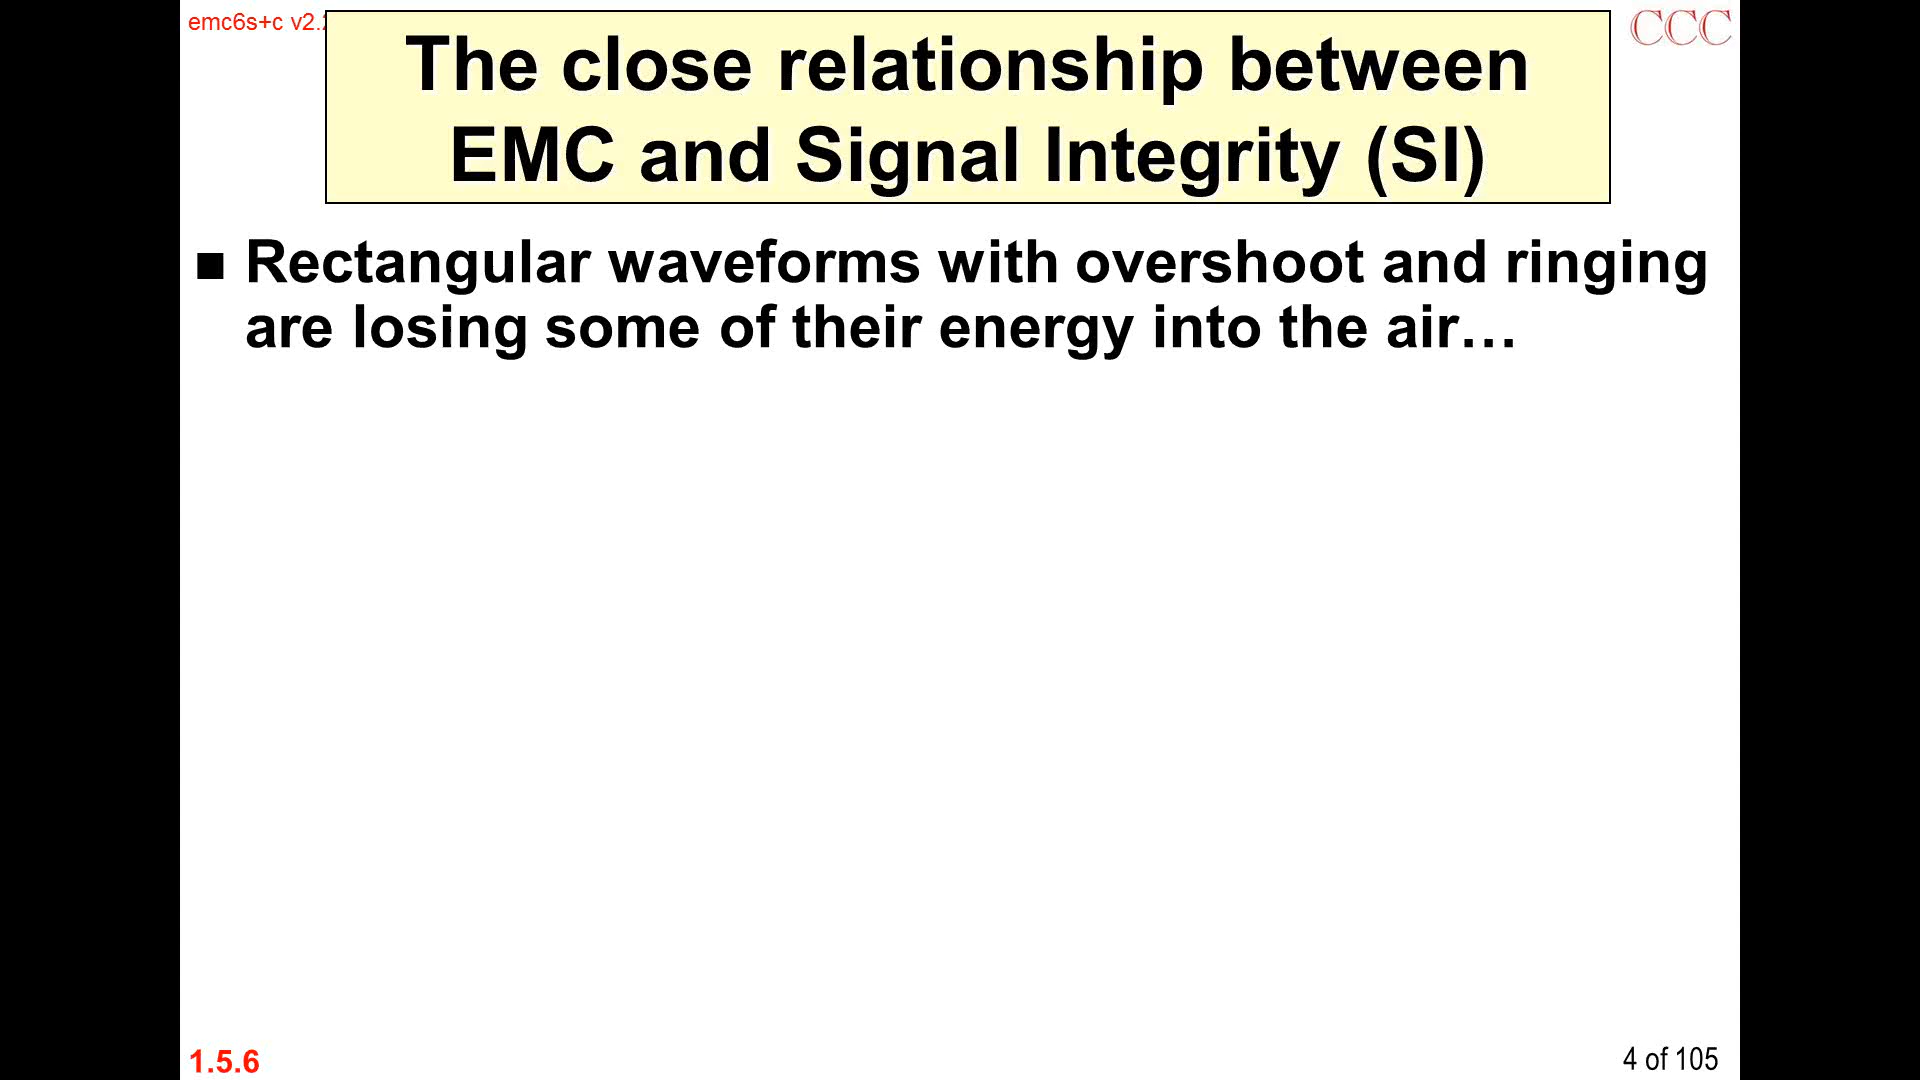 emc6s+c v2.
CCC
The close relationship between
EMC and Signal Integrity (SI)
■ Rectangular waveforms with overshoot and ringing
are losing some of their energy into the air…
1.5.6
4 of 105